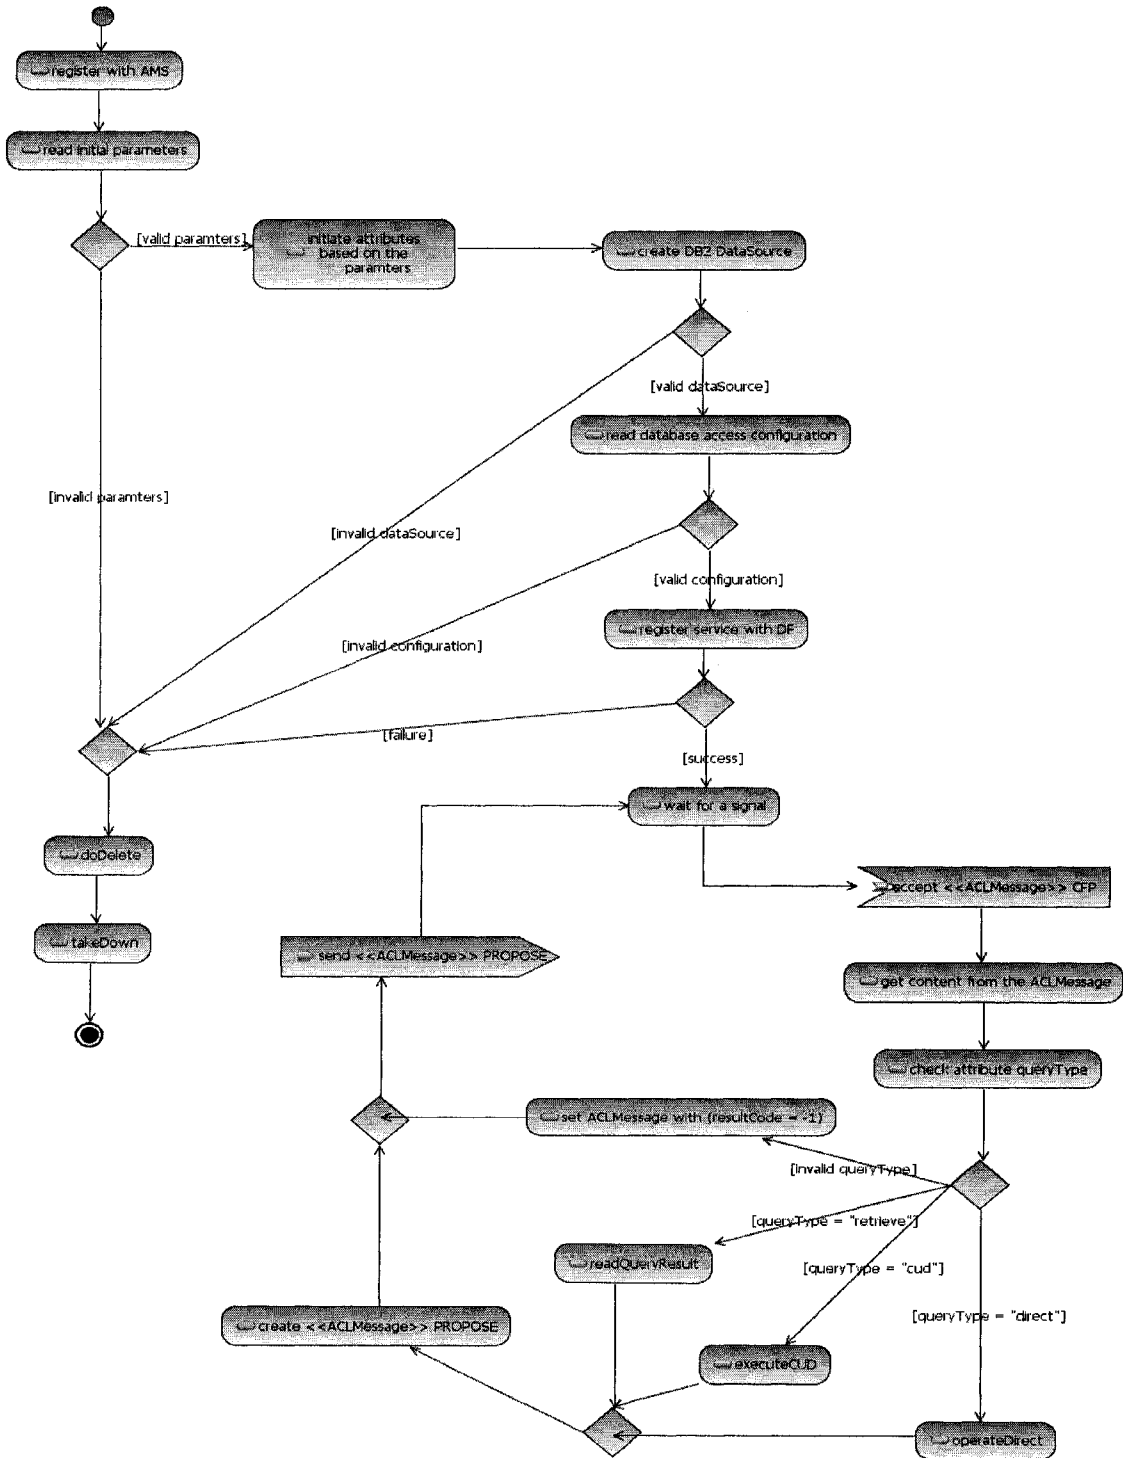 register with AMS
read initial parameters
[valid paramters]
initiate attributes
based on the
paramters
create DB2 DataSource
[valid dataSource]
read database access configuration
[invalid paramters]
[invalid dataSource]
[valid configuration]
register service with DF
[invalid configuration]
[failure]
[success]
wait for a signal
doDelete
accept <<ACLMessage>> CFP
takeDown
send <<ACLMessage>> PROPOSE
get content from the ACLMessage
check attribute queryType
set ACLMessage with (resultCode = -1)
[invalid queryType]
[queryType = "retrieve"]
readQueryResult
[queryType = "cud"]
[queryType = "direct"]
create <<ACLMessage>> PROPOSE
executeCUD
operateDirect